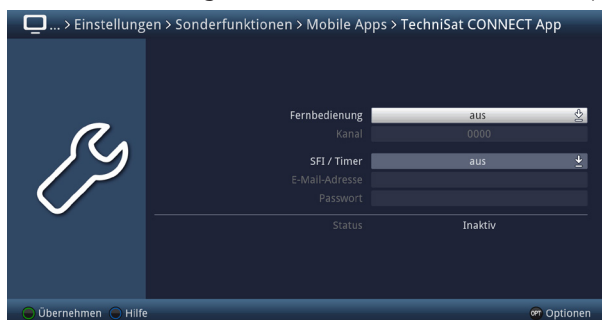 ... > Einstellungen > Sonderfunktionen > Mobile Apps > TechniSat CONNECT App
Fernbedienung aus
Kanal 0000
SFI / Timer aus
E-Mail-Adresse
Passwort
Status Inaktiv
Übernehmen Hilfe OPT Optionen